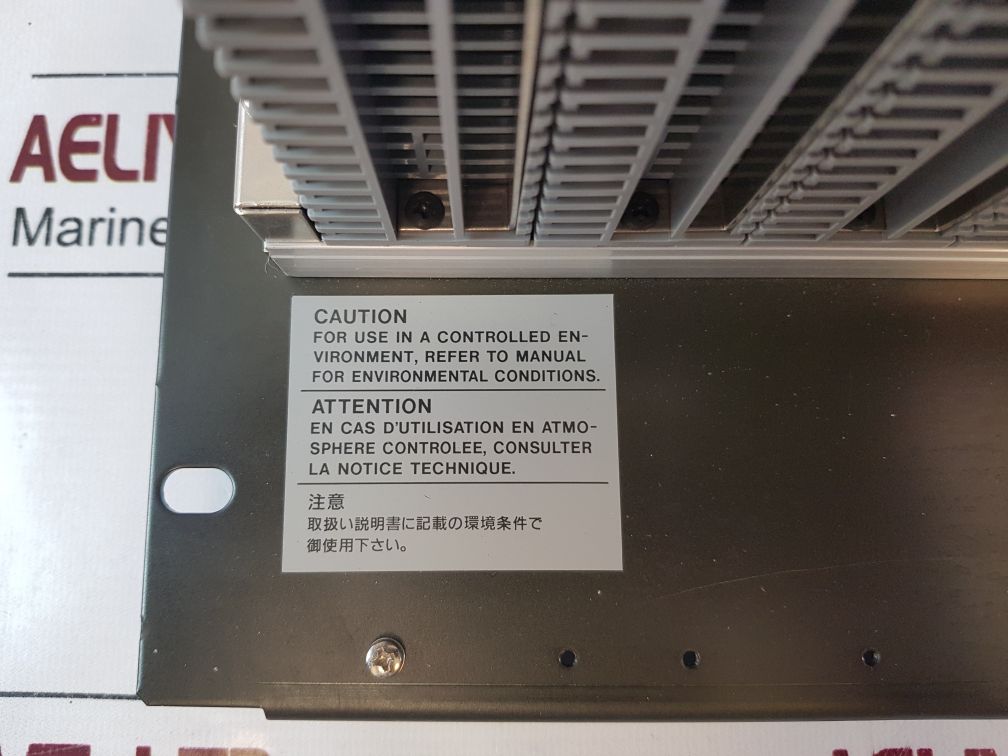 AELI
Marine
CAUTION
FOR USE IN A CONTROLLED EN-
VIRONMENT, REFER TO MANUAL
FOR ENVIRONMENTAL CONDITIONS.
ATTENTION
EN CAS D'UTILISATION EN ATMO-
SPHERE CONTROLEE, CONSULTER
LA NOTICE TECHNIQUE.
注意
取扱い説明書に記載の環境条件で
御使用下さい。